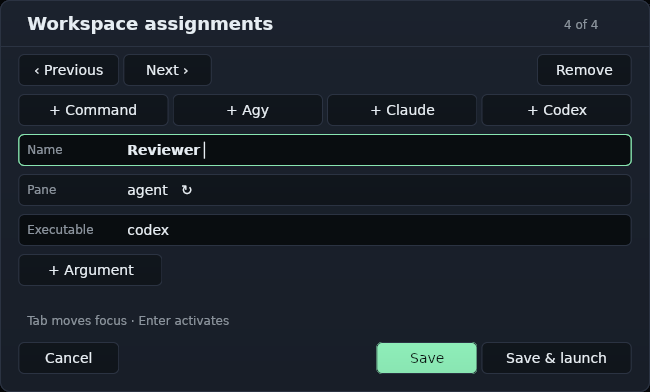 Workspace assignments 4 of 4
‹ Previous Next › Remove
+ Command + Agy + Claude + Codex
Name Reviewer
Pane agent ↻
Executable codex
+ Argument
Tab moves focus · Enter activates
Cancel Save Save & launch